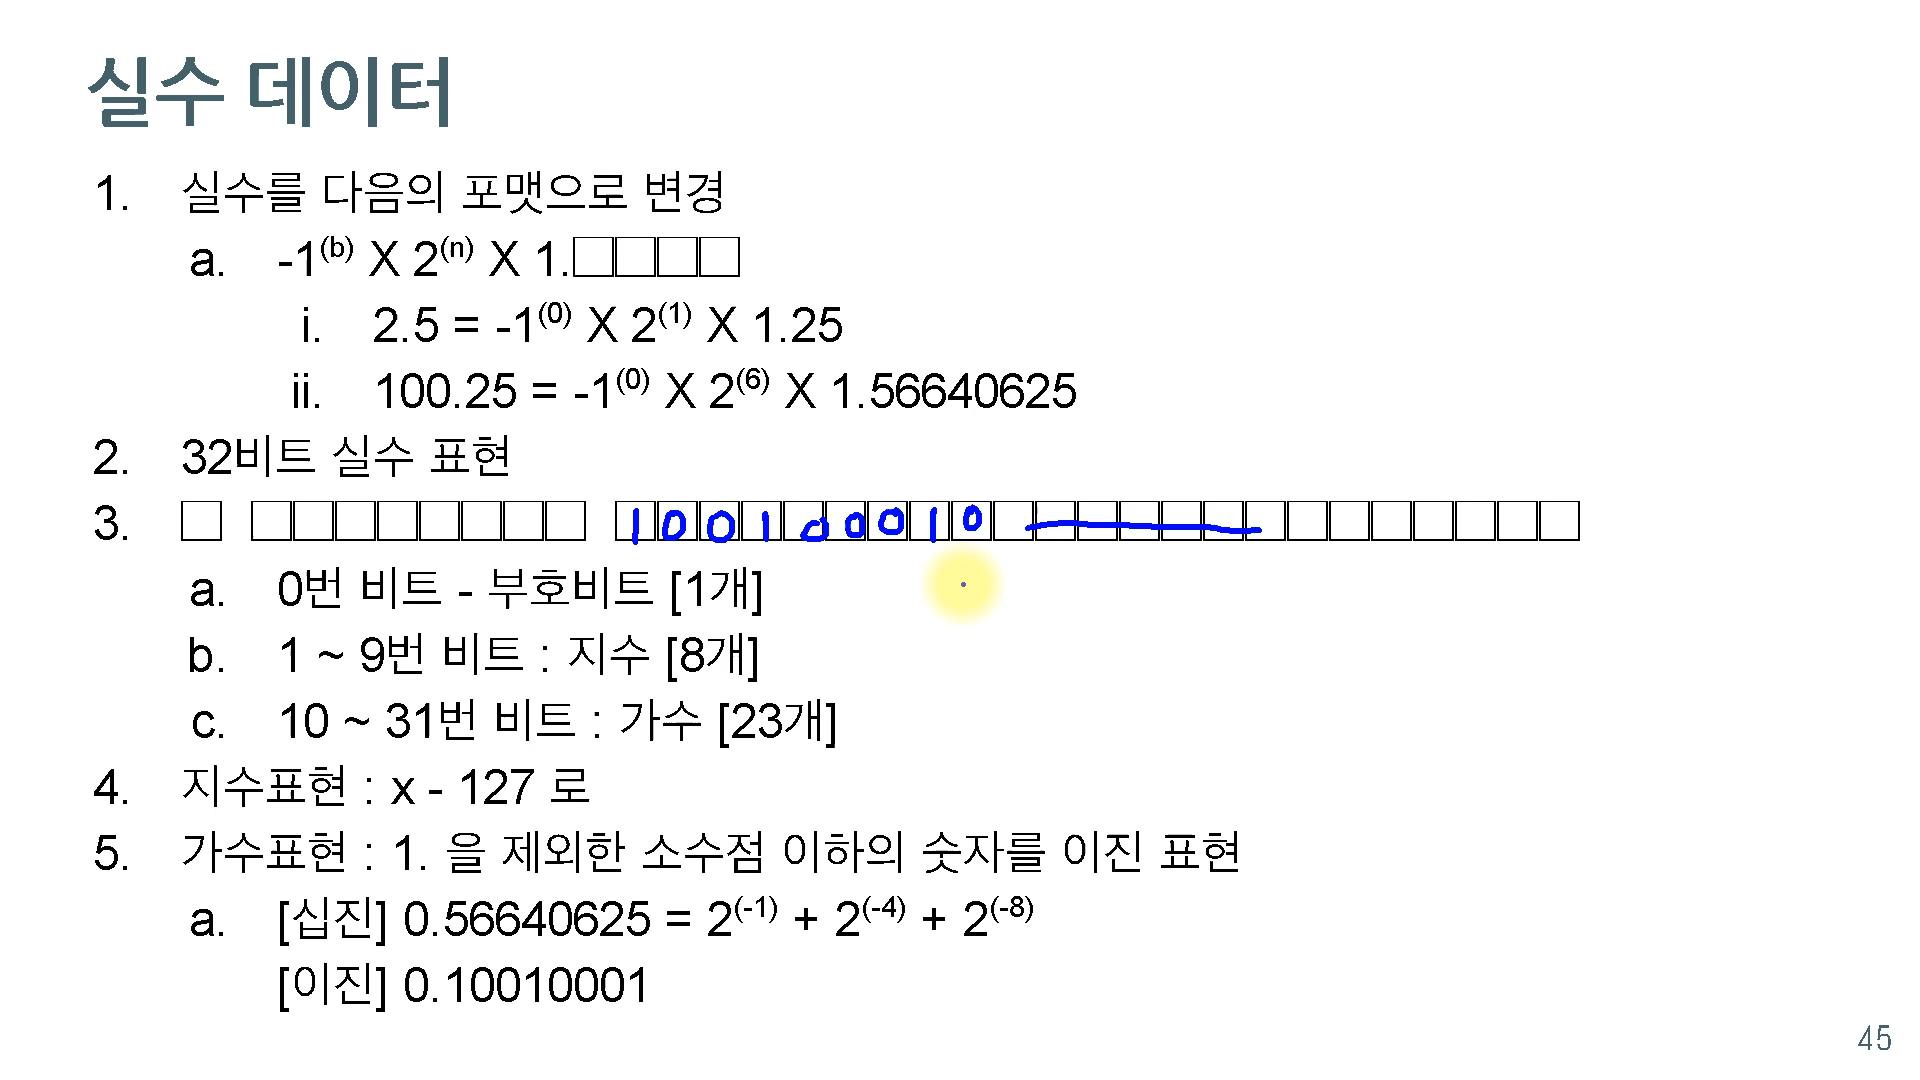 실수 데이터
1. 실수를 다음의 포맷으로 변경
a. -1(b) X 2(n) X 1.□□□□
i. 2.5 = -1(0) X 2(1) X 1.25
ii. 100.25 = -1(0) X 2(6) X 1.56640625
2. 32비트 실수 표현
3. □ □□□□□□□□ 100100010
a. 0번 비트 - 부호비트 [1개]
b. 1 ~ 9번 비트 : 지수 [8개]
c. 10 ~ 31번 비트 : 가수 [23개]
4. 지수표현 : x - 127 로
5. 가수표현 : 1. 을 제외한 소수점 이하의 숫자를 이진 표현
a. [십진] 0.56640625 = 2(-1) + 2(-4) + 2(-8)
[이진] 0.10010001
45